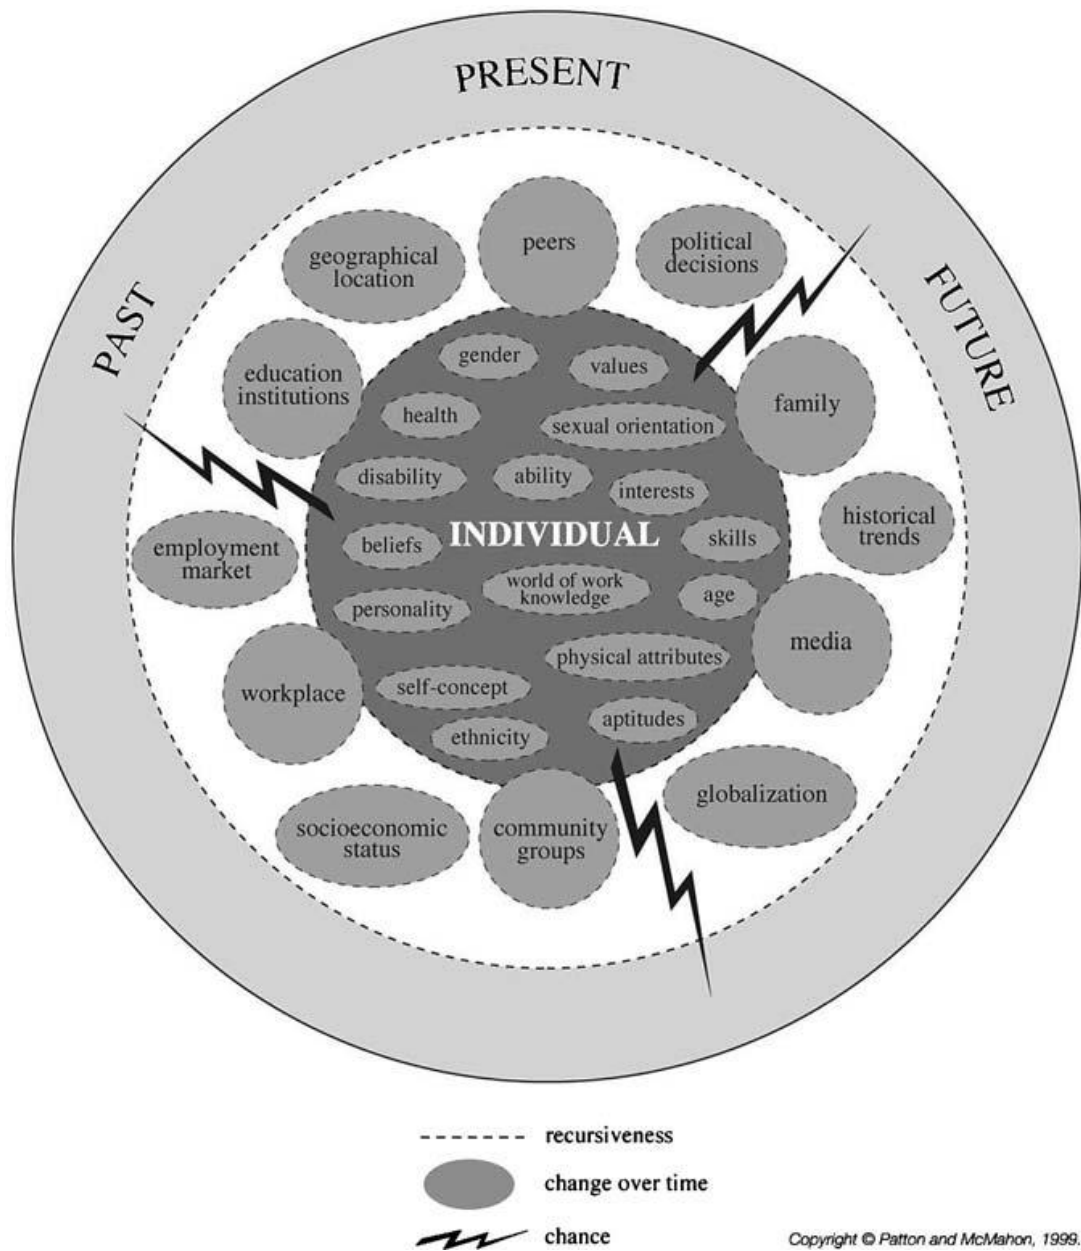 PRESENT
PAST
FUTURE
geographical
location
peers
political
decisions
education
institutions
family
employment
market
historical
trends
workplace
media
socioeconomic
status
community
groups
globalization
gender
values
health
sexual orientation
disability
ability
interests
beliefs
INDIVIDUAL
skills
personality
world of work
knowledge
age
physical attributes
self-concept
aptitudes
ethnicity
recursiveness
change over time
chance
Copyright © Patton and McMahon, 1999.